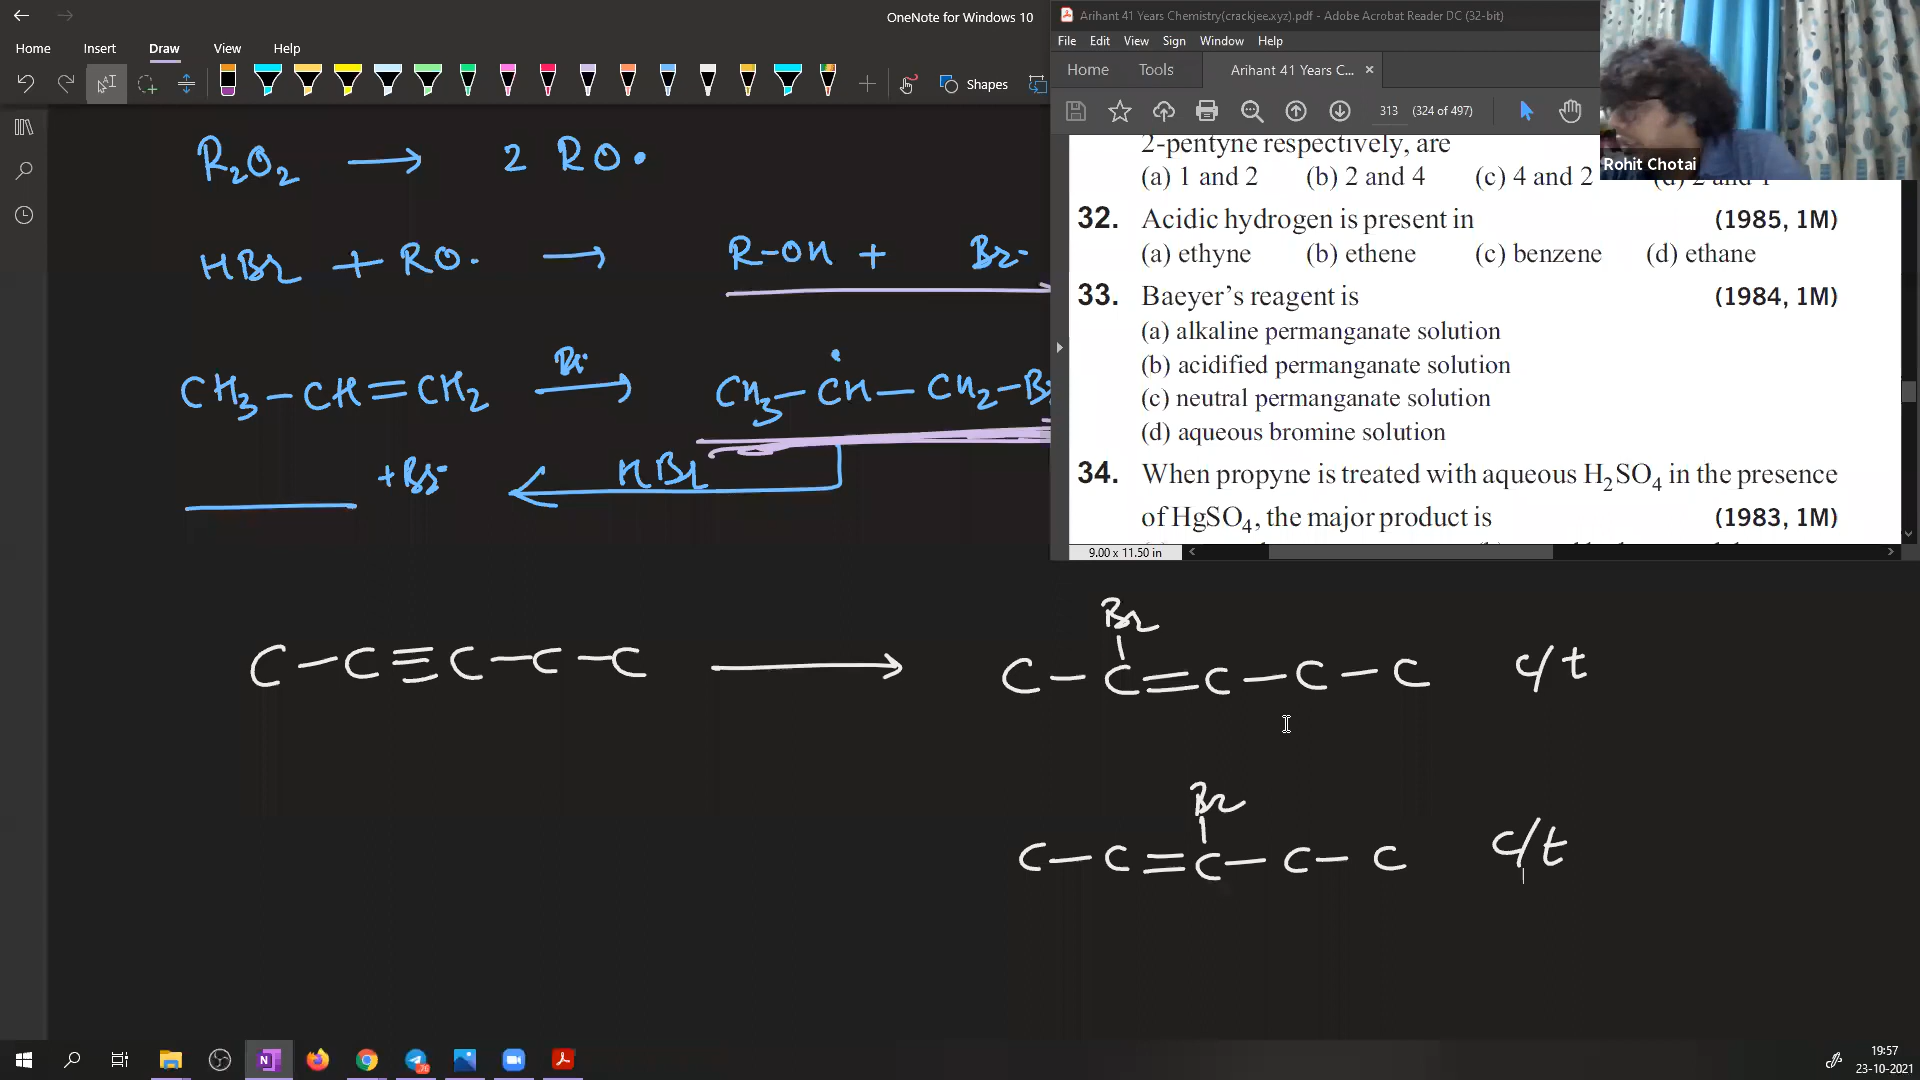 OneNote for Windows 10
Home Insert Draw View Help
Shapes
R₂O₂ → 2 RO•
HBr + RO• → R-OH + Br•
CH₃-CH=CH₂ Br• → CH₃-ĊH-CH₂-Br
+Br• HBr
C-C≡C-C-C → Br
C-C=C-C-C c/t
Br
C-C=C-C-C c/t
Arihant 41 Years Chemistry(crackjee.xyz).pdf - Adobe Acrobat Reader DC (32-bit)
File Edit View Sign Window Help
Home Tools Arihant 41 Years C... ×
313 (324 of 497)
Rohit Chotai
2-pentyne respectively, are
(a) 1 and 2 (b) 2 and 4 (c) 4 and 2
32. Acidic hydrogen is present in (1985, 1M)
(a) ethyne (b) ethene (c) benzene (d) ethane
33. Baeyer's reagent is (1984, 1M)
(a) alkaline permanganate solution
(b) acidified permanganate solution
(c) neutral permanganate solution
(d) aqueous bromine solution
34. When propyne is treated with aqueous H₂SO₄ in the presence
of HgSO₄, the major product is (1983, 1M)
9.00 x 11.50 in
19:57
23-10-2021